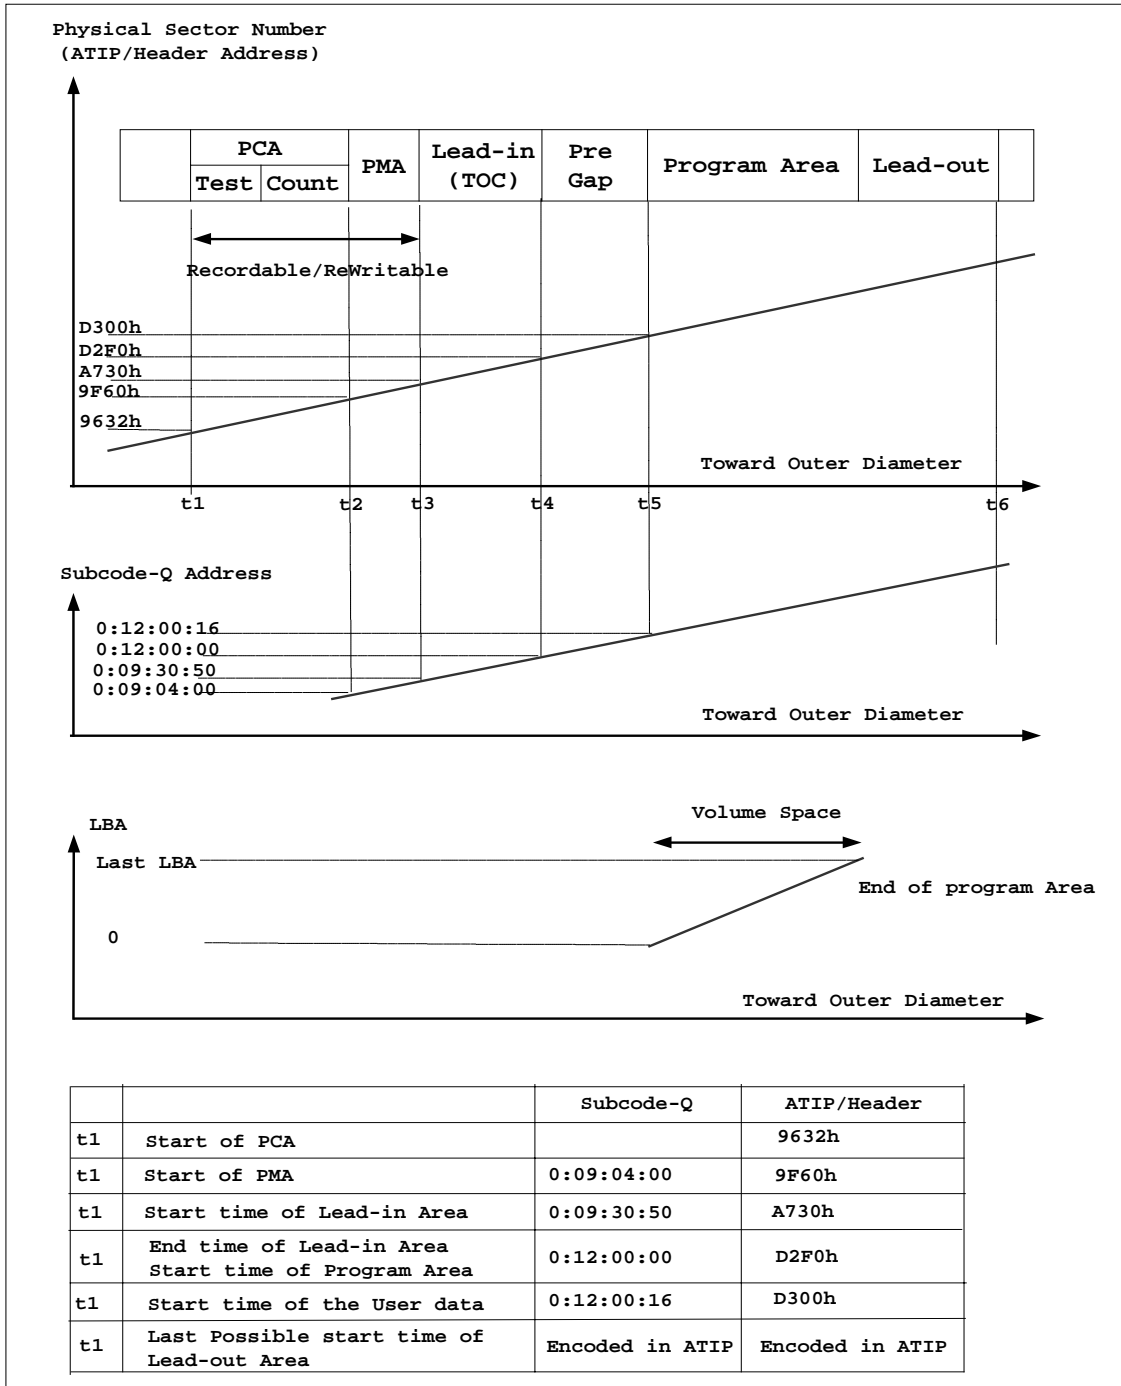 Physical Sector Number
(ATIP/Header Address)
PCA
Test Count
PMA
Lead-in
(TOC)
Pre
Gap
Program Area
Lead-out
Recordable/ReWritable
D300h
D2F0h
A730h
9F60h
9632h
Toward Outer Diameter
t1 t2 t3 t4 t5 t6
Subcode-Q Address
0:12:00:16
0:12:00:00
0:09:30:50
0:09:04:00
Toward Outer Diameter
Volume Space
LBA
Last LBA
End of program Area
0
Toward Outer Diameter
Subcode-Q ATIP/Header
t1 Start of PCA 9632h
t1 Start of PMA 0:09:04:00 9F60h
t1 Start time of Lead-in Area 0:09:30:50 A730h
t1 End time of Lead-in Area
Start time of Program Area 0:12:00:00 D2F0h
t1 Start time of the User data 0:12:00:16 D300h
t1 Last Possible start time of
Lead-out Area Encoded in ATIP Encoded in ATIP